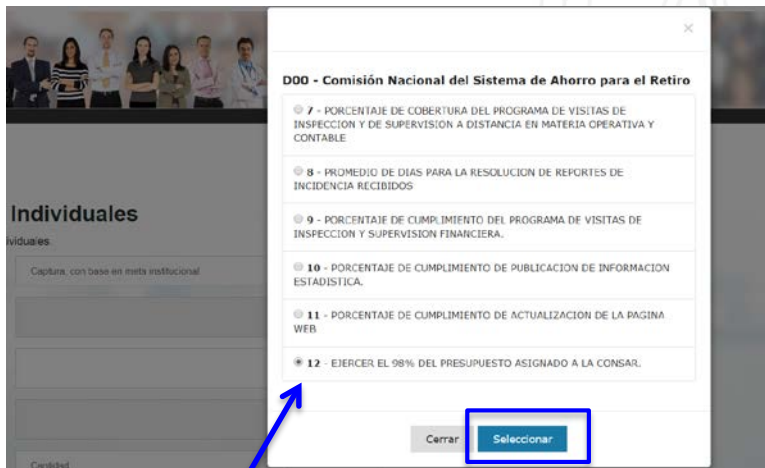 ×
D00 - Comisión Nacional del Sistema de Ahorro para el Retiro
7 - PORCENTAJE DE COBERTURA DEL PROGRAMA DE VISITAS DE
INSPECCION Y DE SUPERVISION A DISTANCIA EN MATERIA OPERATIVA Y
CONTABLE
8 - PROMEDIO DE DIAS PARA LA RESOLUCION DE REPORTES DE
INCIDENCIA RECIBIDOS
9 - PORCENTAJE DE CUMPLIMIENTO DEL PROGRAMA DE VISITAS DE
INSPECCION Y SUPERVISION FINANCIERA.
10 - PORCENTAJE DE CUMPLIMIENTO DE PUBLICACION DE INFORMACION
ESTADISTICA.
11 - PORCENTAJE DE CUMPLIMIENTO DE ACTUALIZACION DE LA PAGINA
WEB
12 - EJERCER EL 98% DEL PRESUPUESTO ASIGNADO A LA CONSAR.
Cerrar
Seleccionar
Individuales
ividuales.
Captura, con base en meta institucional
Cantidad